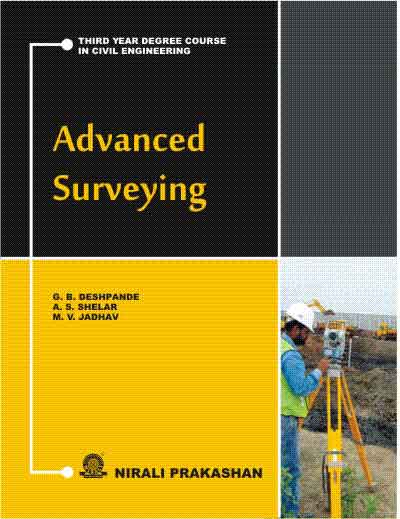 THIRD YEAR DEGREE COURSE
IN CIVIL ENGINEERING
Advanced
Surveying
G. B. DESHPANDE
A. S. SHELAR
M. V. JADHAV
NIRALI PRAKASHAN